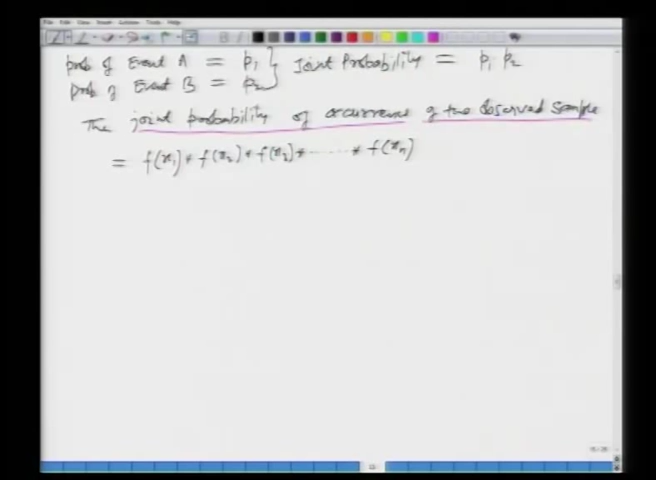 prob of Event A = p₁ } Joint Probability = p₁ p₂
prob of Event B = p₂
The joint probability of occurrence of the observed sample
= f(x₁) * f(x₂) * f(x₃) * ....... * f(xₙ)